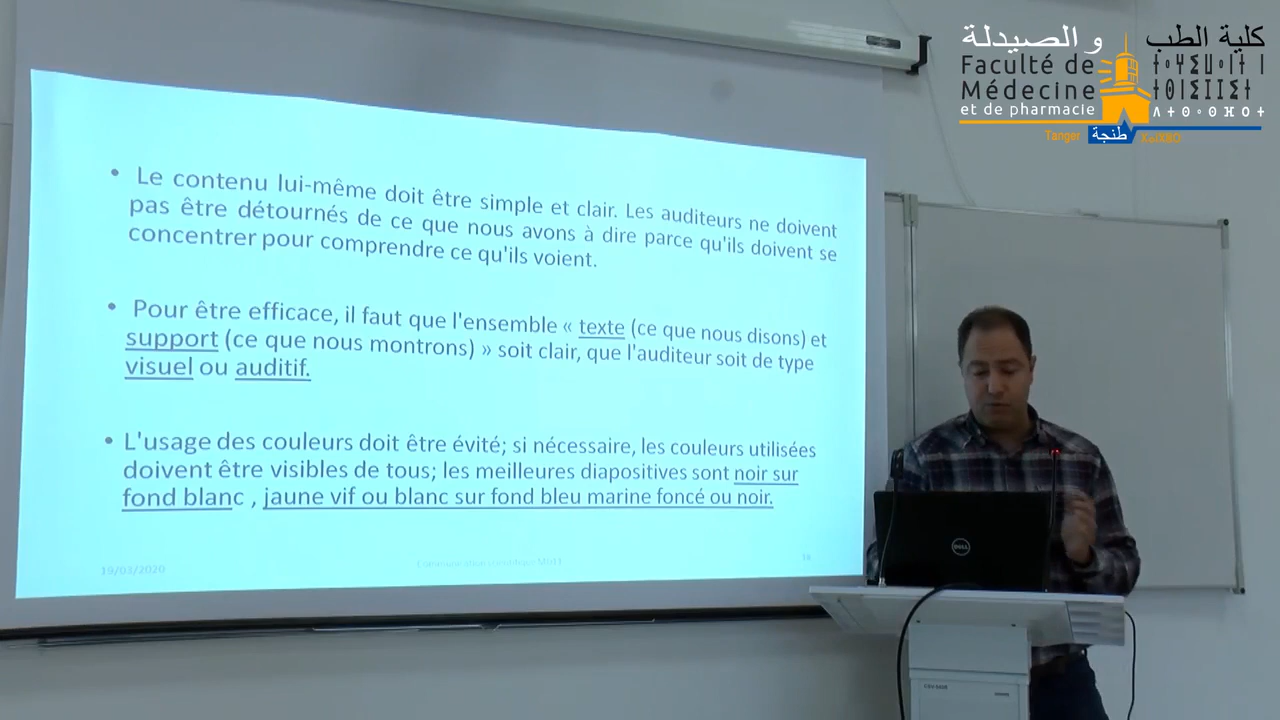 • Le contenu lui-même doit être simple et clair. Les auditeurs ne doivent
pas être détournés de ce que nous avons à dire parce qu'ils doivent se
concentrer pour comprendre ce qu'ils voient.
• Pour être efficace, il faut que l'ensemble « texte (ce que nous disons) et
support (ce que nous montrons) » soit clair, que l'auditeur soit de type
visuel ou auditif.
• L'usage des couleurs doit être évité; si nécessaire, les couleurs utilisées
doivent être visibles de tous; les meilleures diapositives sont noir sur
fond blanc , jaune vif ou blanc sur fond bleu marine foncé ou noir.
19/03/2020
كلية الطب و الصيدلة
Faculté de
Médecine
et de pharmacie
Tanger طنجة
DELL